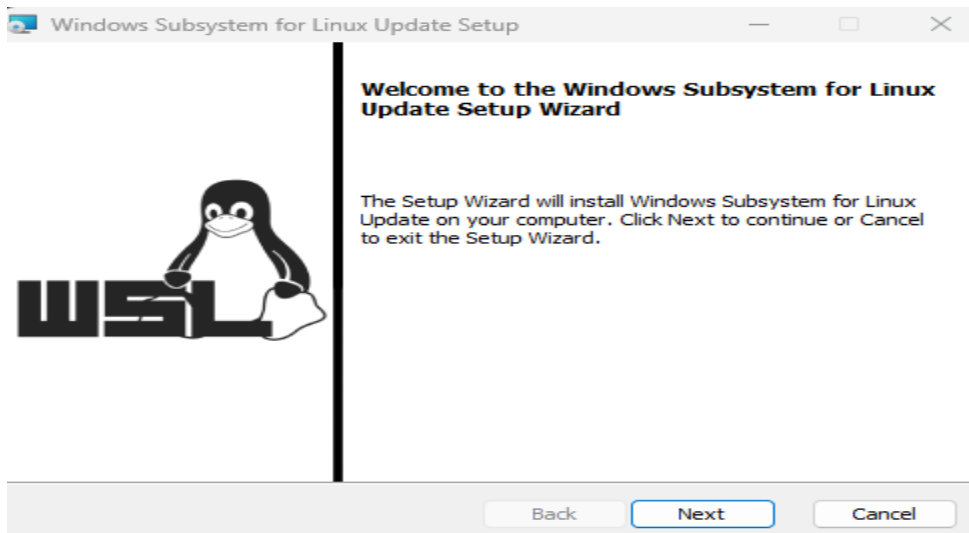 Windows Subsystem for Linux Update Setup
Welcome to the Windows Subsystem for Linux
Update Setup Wizard
The Setup Wizard will install Windows Subsystem for Linux
Update on your computer. Click Next to continue or Cancel
to exit the Setup Wizard.
WSL
Back Next Cancel